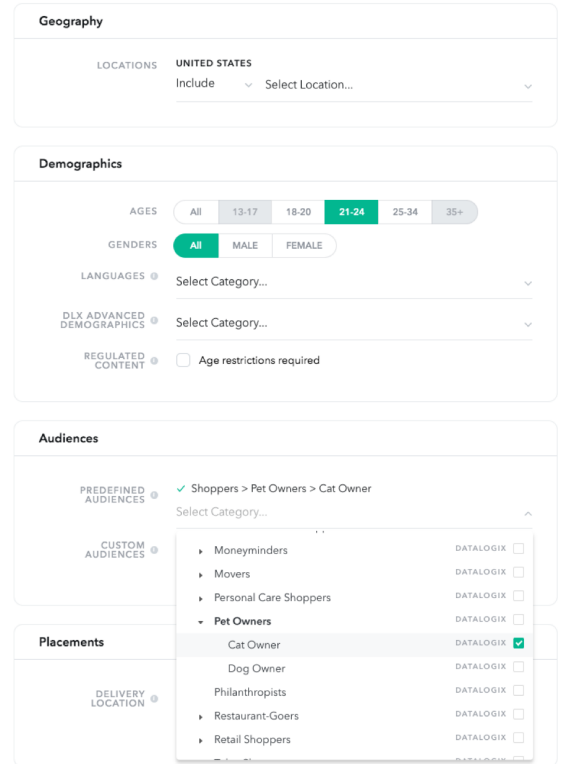 Geography
LOCATIONS
UNITED STATES
Include
Select Location...
Demographics
AGES
All 13-17 18-20 21-24 25-34 35+
GENDERS
All MALE FEMALE
LANGUAGES
Select Category...
DLX ADVANCED
DEMOGRAPHICS
Select Category...
REGULATED
CONTENT
Age restrictions required
Audiences
PREDEFINED
AUDIENCES
Shoppers > Pet Owners > Cat Owner
Select Category...
CUSTOM
AUDIENCES
Moneyminders DATALOGIX
Movers DATALOGIX
Personal Care Shoppers DATALOGIX
Pet Owners DATALOGIX
Cat Owner DATALOGIX
Dog Owner DATALOGIX
Philanthropists DATALOGIX
Restaurant-Goers DATALOGIX
Retail Shoppers DATALOGIX
Placements
DELIVERY
LOCATION